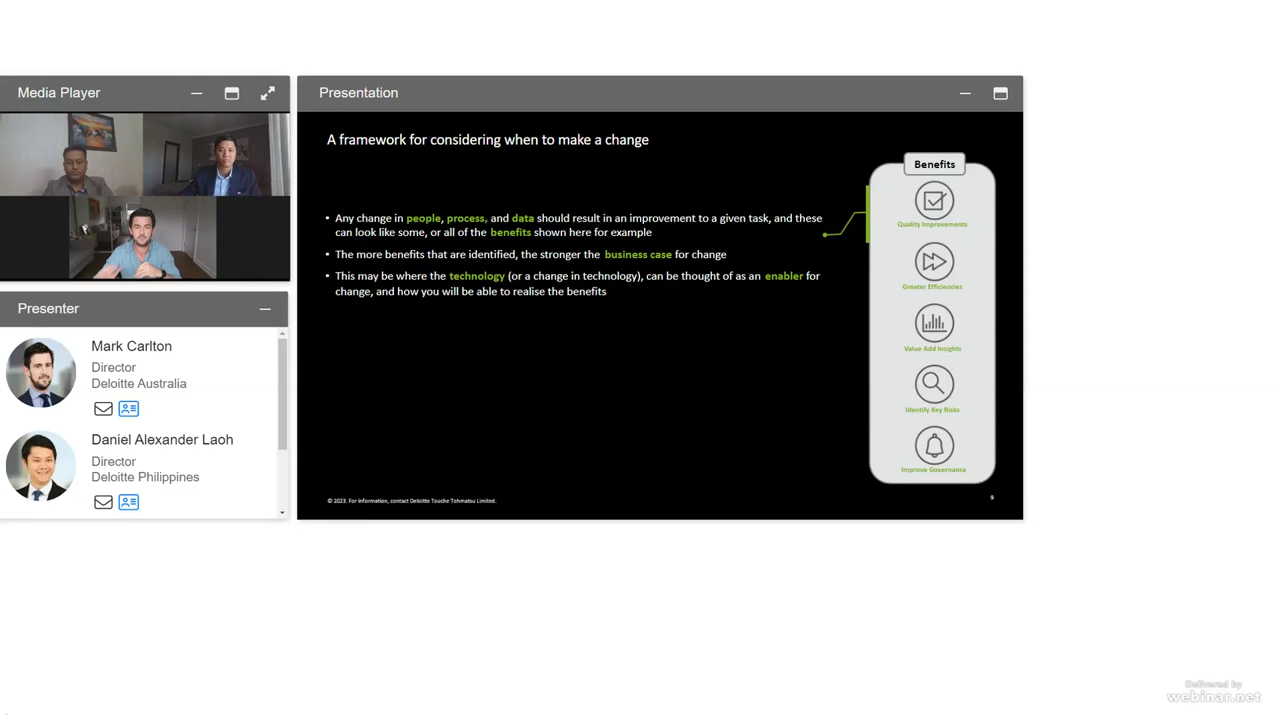 Media Player
Presenter
Mark Carlton
Director
Deloitte Australia
Daniel Alexander Laoh
Director
Deloitte Philippines
Presentation
A framework for considering when to make a change
• Any change in people, process, and data should result in an improvement to a given task, and these
can look like some, or all of the benefits shown here for example
• The more benefits that are identified, the stronger the business case for change
• This may be where the technology (or a change in technology), can be thought of as an enabler for
change, and how you will be able to realise the benefits
Benefits
Quality Improvements
Greater Efficiencies
Value Add Insights
Identify Key Risks
Improve Governance
© 2023. For information, contact Deloitte Touche Tohmatsu Limited.
9
Delivered by
webinar.net